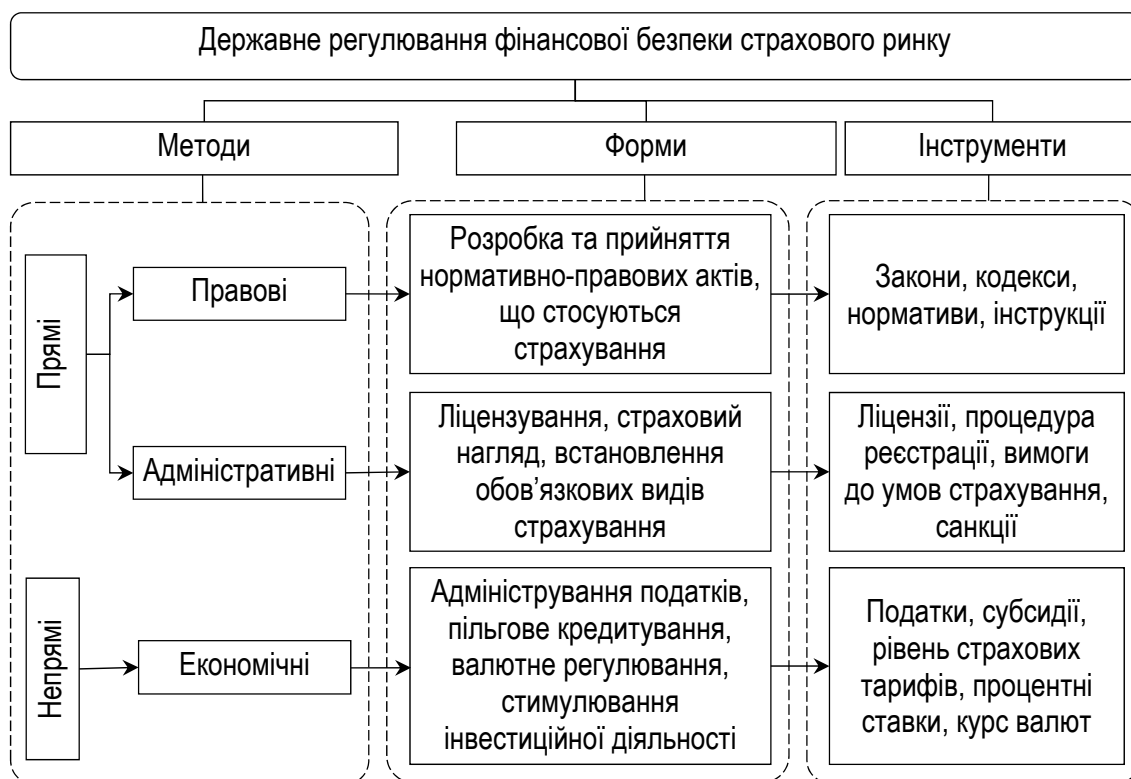 Державне регулювання фінансової безпеки страхового ринку
Методи
Форми
Інструменти
Прямі
Правові
Розробка та прийняття
нормативно-правових актів,
що стосуються
страхування
Закони, кодекси,
нормативи, інструкції
Адміністративні
Ліцензування, страховий
нагляд, встановлення
обов’язкових видів
страхування
Ліцензії, процедура
реєстрації, вимоги
до умов страхування,
санкції
Непрямі
Економічні
Адміністрування податків,
пільгове кредитування,
валютне регулювання,
стимулювання
інвестиційної діяльності
Податки, субсидії,
рівень страхових
тарифів, процентні
ставки, курс валют